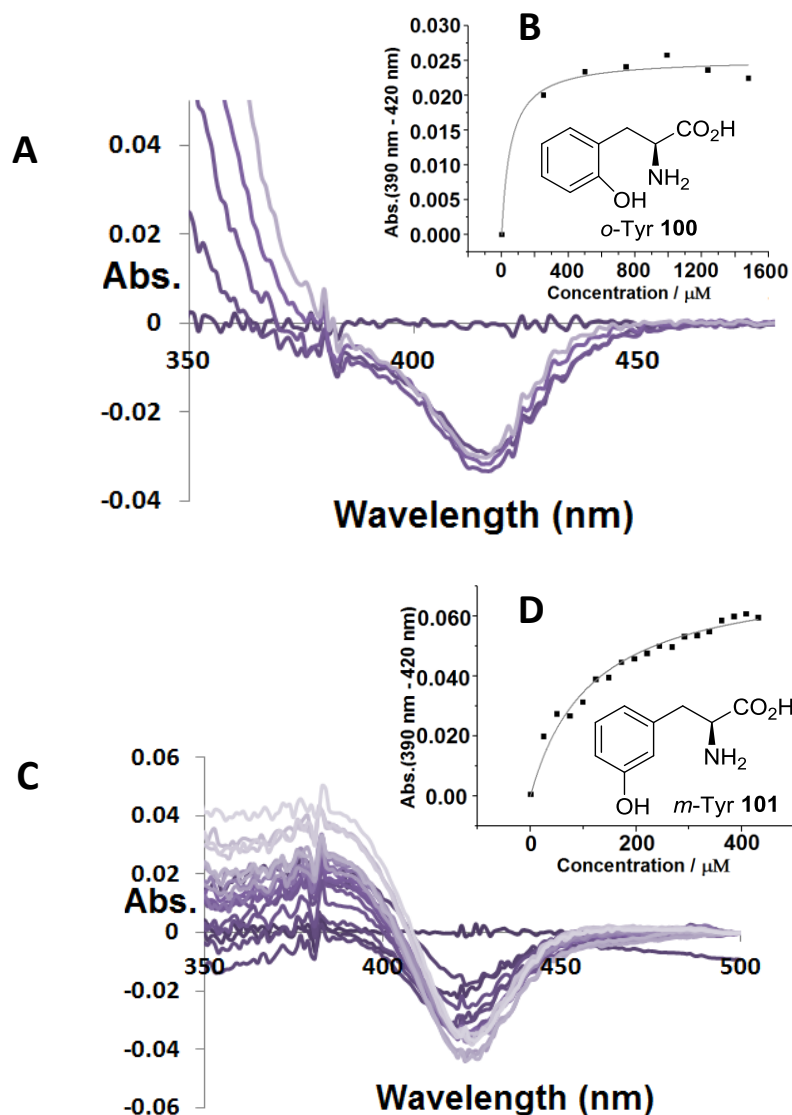 B
0.030
0.025
0.020
0.015
0.010
0.005
0.000
Abs.(390 nm - 420 nm)
CO₂H
NH₂
OH
o-Tyr 100
0 400 800 1200 1600
Concentration / µM
A
0.04
0.02
Abs.
0
-0.02
-0.04
350 400 450
Wavelength (nm)
D
0.060
0.040
0.020
0.00
Abs.(390 nm - 420 nm)
CO₂H
NH₂
OH
m-Tyr 101
0 200 400
Concentration / µM
C
0.06
0.04
0.02
Abs.
0
-0.02
-0.04
-0.06
350 400 450 500
Wavelength (nm)